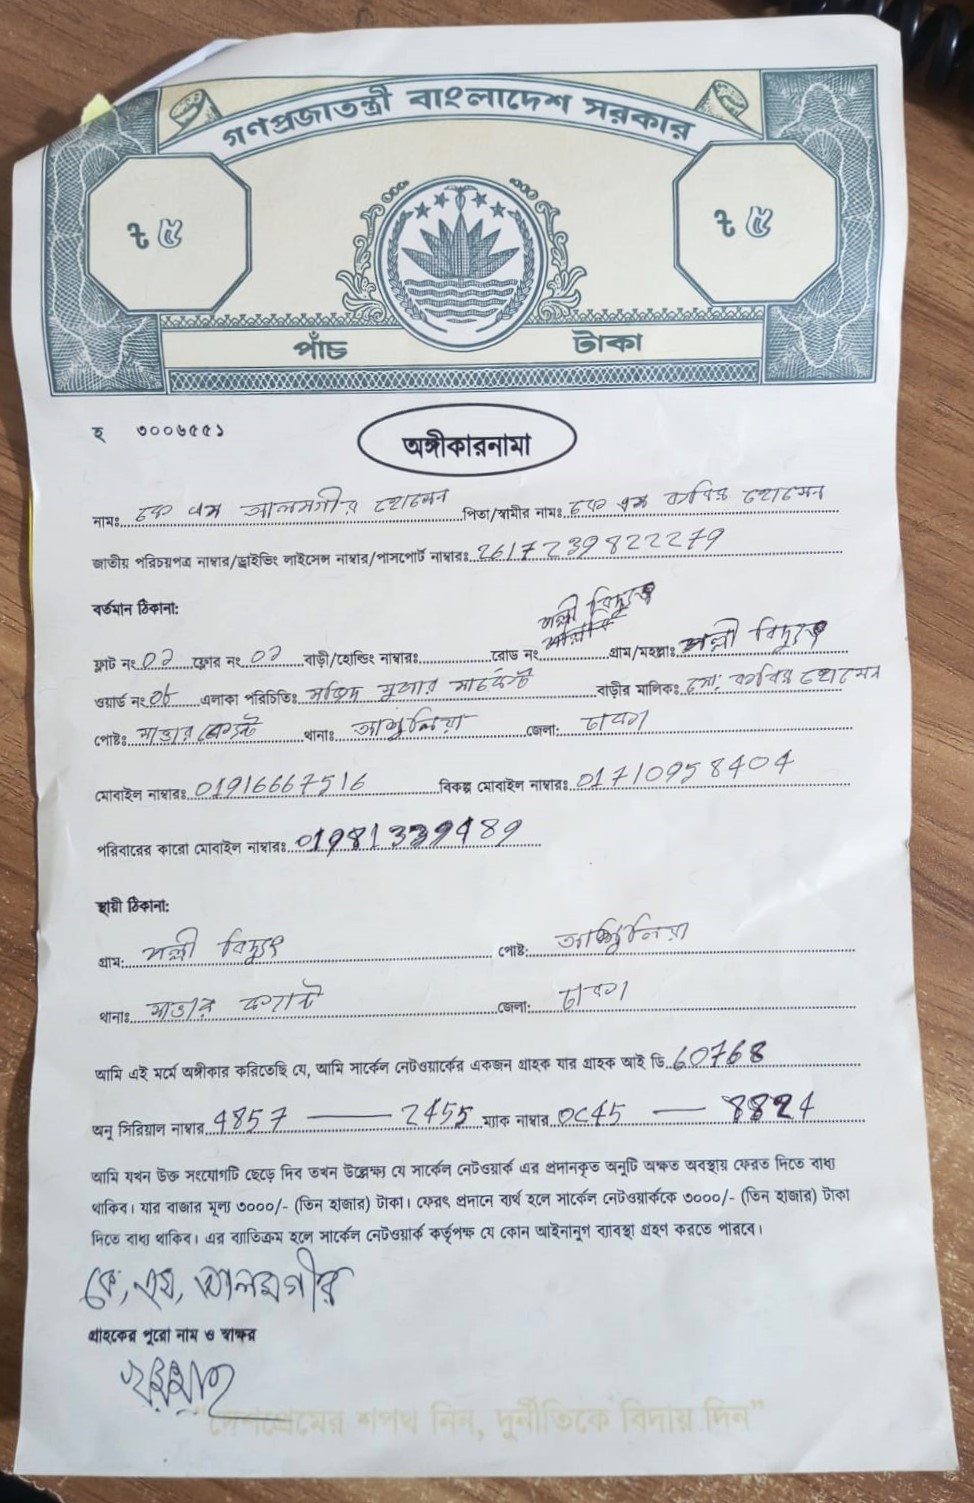 গণপ্রজাতন্ত্রী বাংলাদেশ সরকার
৳ ৫ ৳ ৫
পাঁচ টাকা
হ ৩০০৬৫৫১
অঙ্গীকারনামা
নামঃ কে এম আলমগীর হোসেন পিতা/স্বামীর নামঃ কে এম কবির হোসেন
জাতীয় পরিচয়পত্র নাম্বার/ড্রাইভিং লাইসেন্স নাম্বার/পাসপোর্ট নাম্বারঃ 2617239822279
বর্তমান ঠিকানা:
পল্লী বিদ্যুৎ
ফ্লাট নং 02 ফ্লোর নং 02 বাড়ী/হোল্ডিং নাম্বারঃ রোড নং গ্রাম/মহল্লাঃ পল্লী বিদ্যুৎ
ওয়ার্ড নং 08 এলাকা পরিচিতিঃ সুপার মার্কেট বাড়ীর মালিকঃ মো: কবির হোসেন
পোষ্টঃ সাভার কেন্ট থানাঃ আশুলিয়া জেলা: ঢাকা
মোবাইল নাম্বারঃ 01916667516 বিকল্প মোবাইল নাম্বারঃ 01710958404
পরিবারের কারো মোবাইল নাম্বারঃ
স্থায়ী ঠিকানা:
গ্রাম: পল্লী বিদ্যুৎ পোষ্ট: আশুলিয়া
থানাঃ সাভার জেলা: ঢাকা
আমি এই মর্মে অঙ্গীকার করিতেছি যে, আমি সার্কেল নেটওয়ার্কের একজন গ্রাহক যার গ্রাহক আই ডি 60768
অনু সিরিয়াল নাম্বার 4857 — 2455 ম্যাক নাম্বার 0C45 — 8824
আমি যখন উক্ত সংযোগটি ছেড়ে দিব তখন উল্লেক্ষ্য যে সার্কেল নেটওয়ার্ক এর প্রদানকৃত অনুটি অক্ষত অবস্থায় ফেরত দিতে বাধ্য
থাকিব। যার বাজার মূল্য ৩০০০/- (তিন হাজার) টাকা। ফেরৎ প্রদানে ব্যর্থ হলে সার্কেল নেটওয়ার্ককে ৩০০০/- (তিন হাজার) টাকা
দিতে বাধ্য থাকিব। এর ব্যতিক্রম হলে সার্কেল নেটওয়ার্ক কর্তৃপক্ষ যে কোন আইনানুগ ব্যাবস্থা গ্রহণ করতে পারবে।
কে, এম, আলমগীর
গ্রাহকের পুরো নাম ও স্বাক্ষর
"দেশপ্রেমের শপথ নিন, দুর্নীতিকে বিদায় দিন"